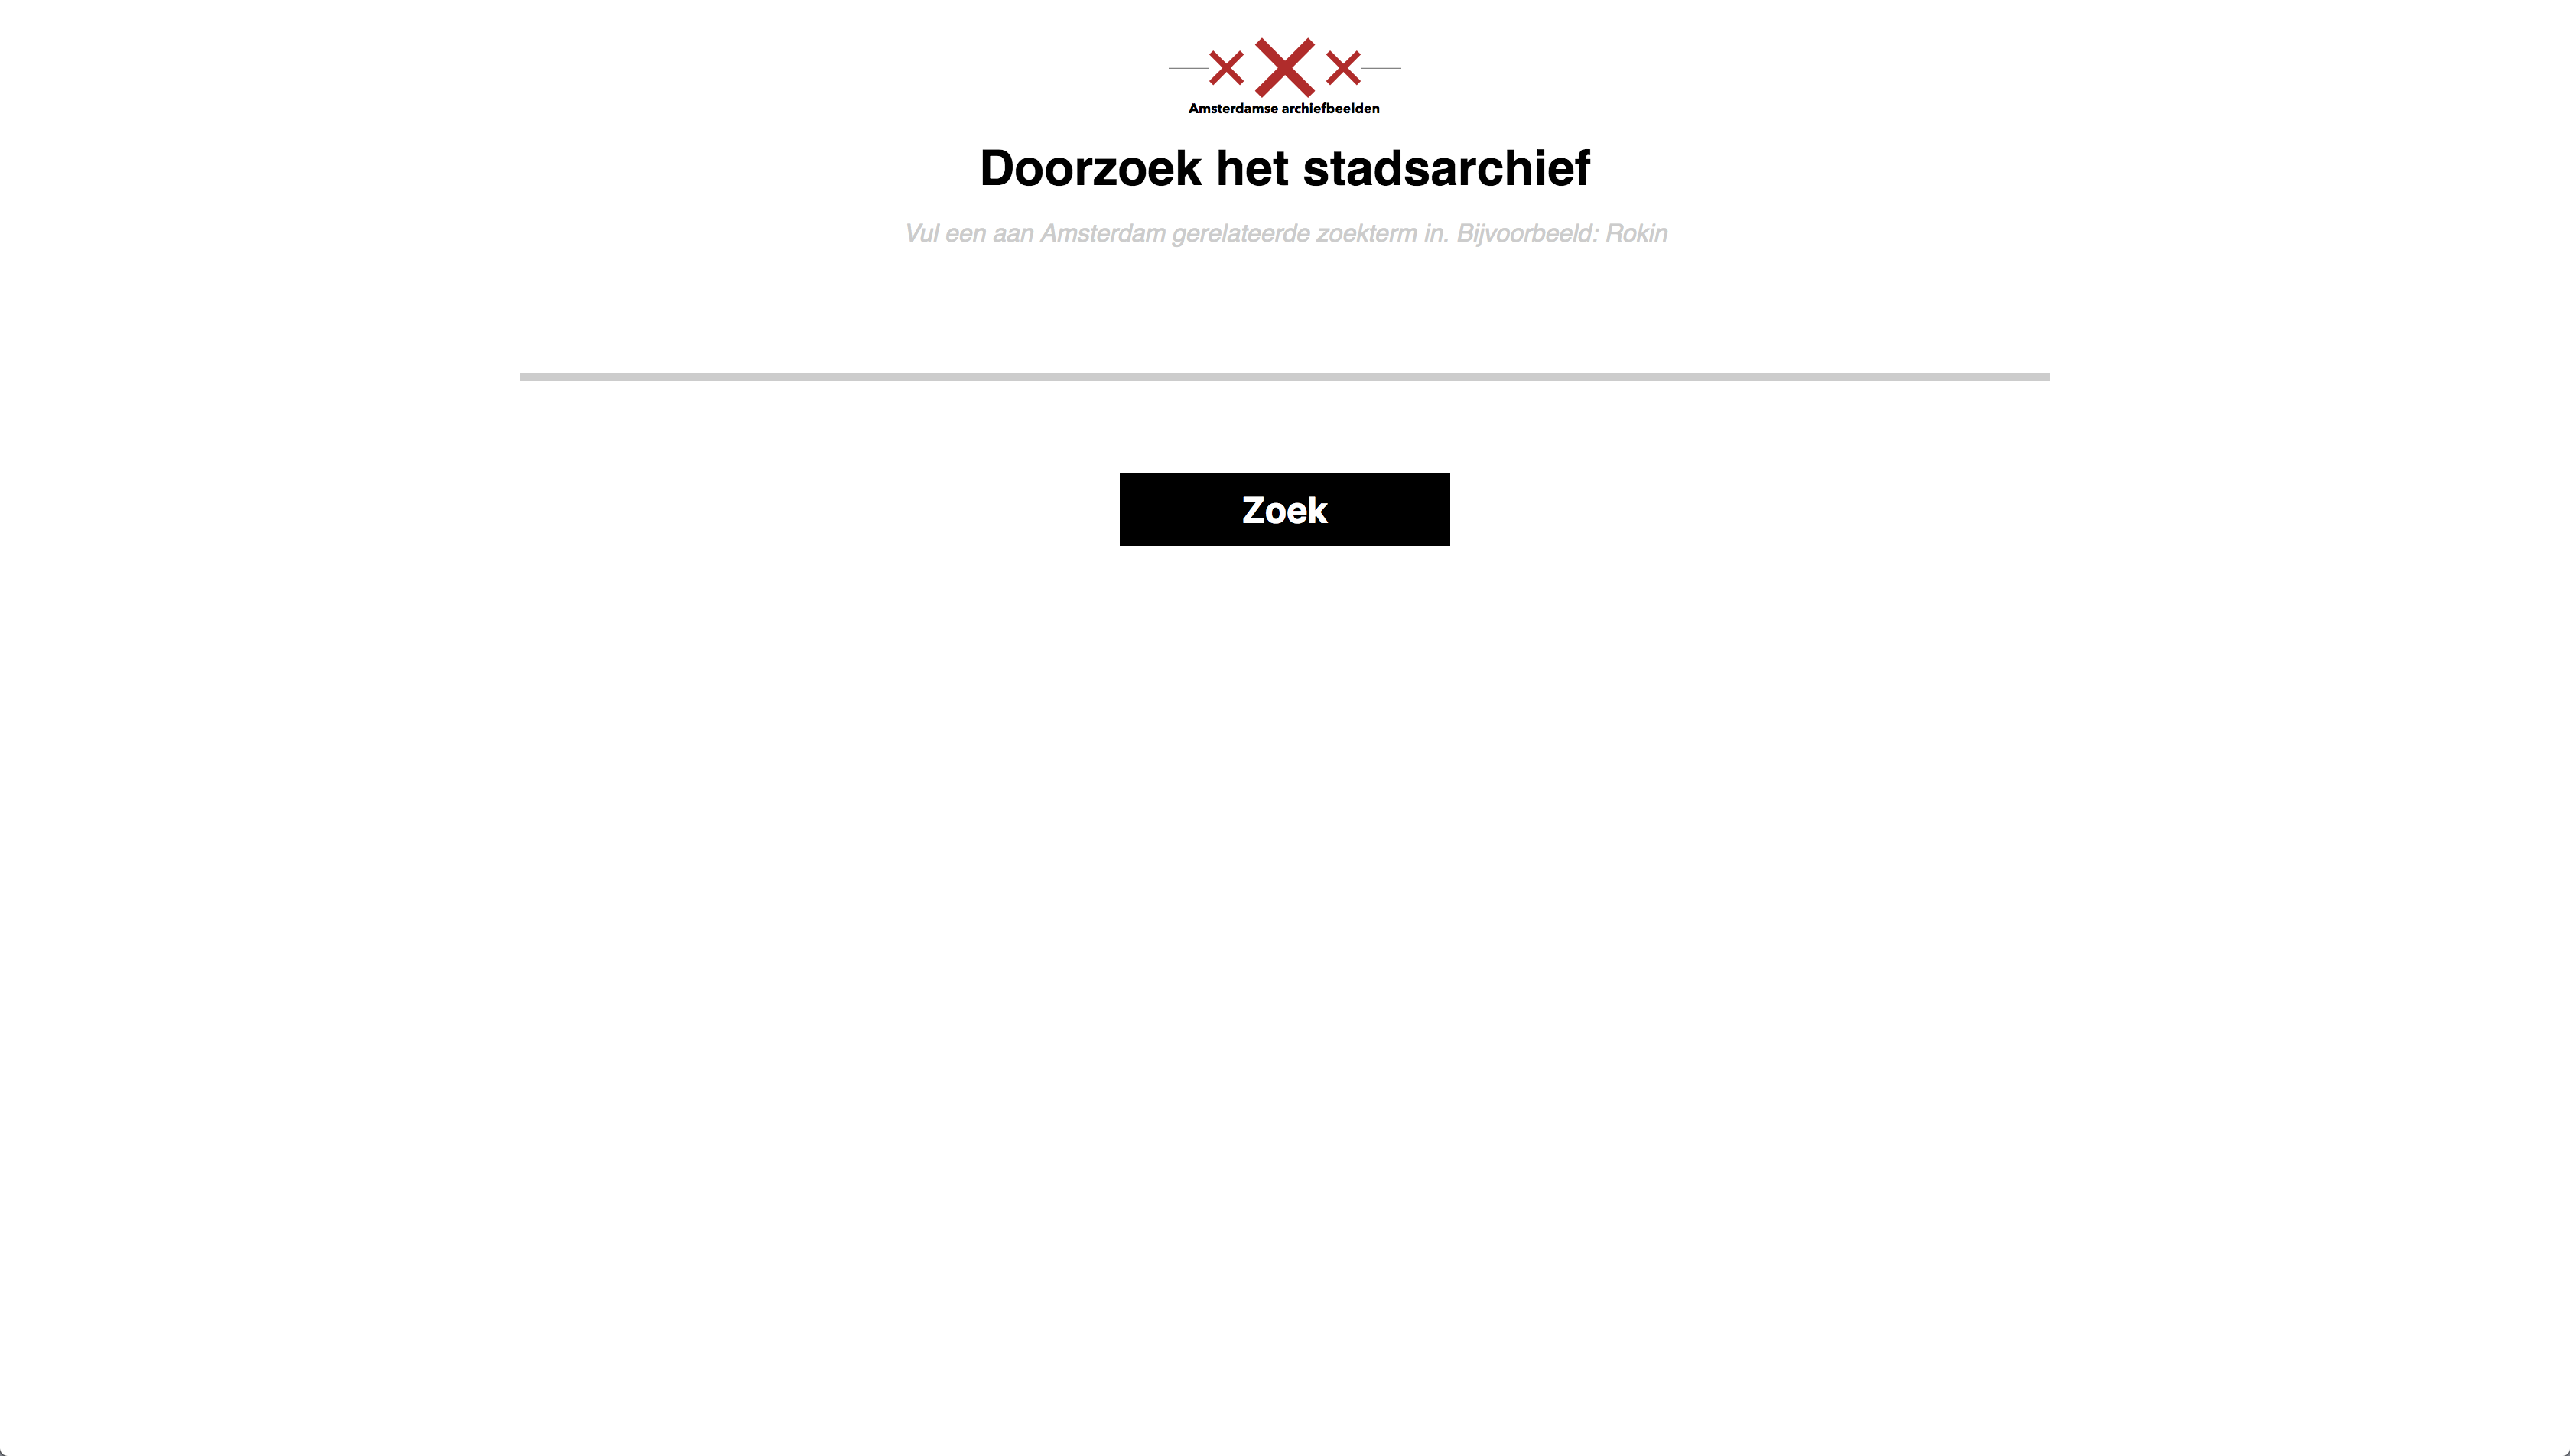 Amsterdamse archiefbeelden
Doorzoek het stadsarchief
Vul een aan Amsterdam gerelateerde zoekterm in. Bijvoorbeeld: Rokin
Zoek